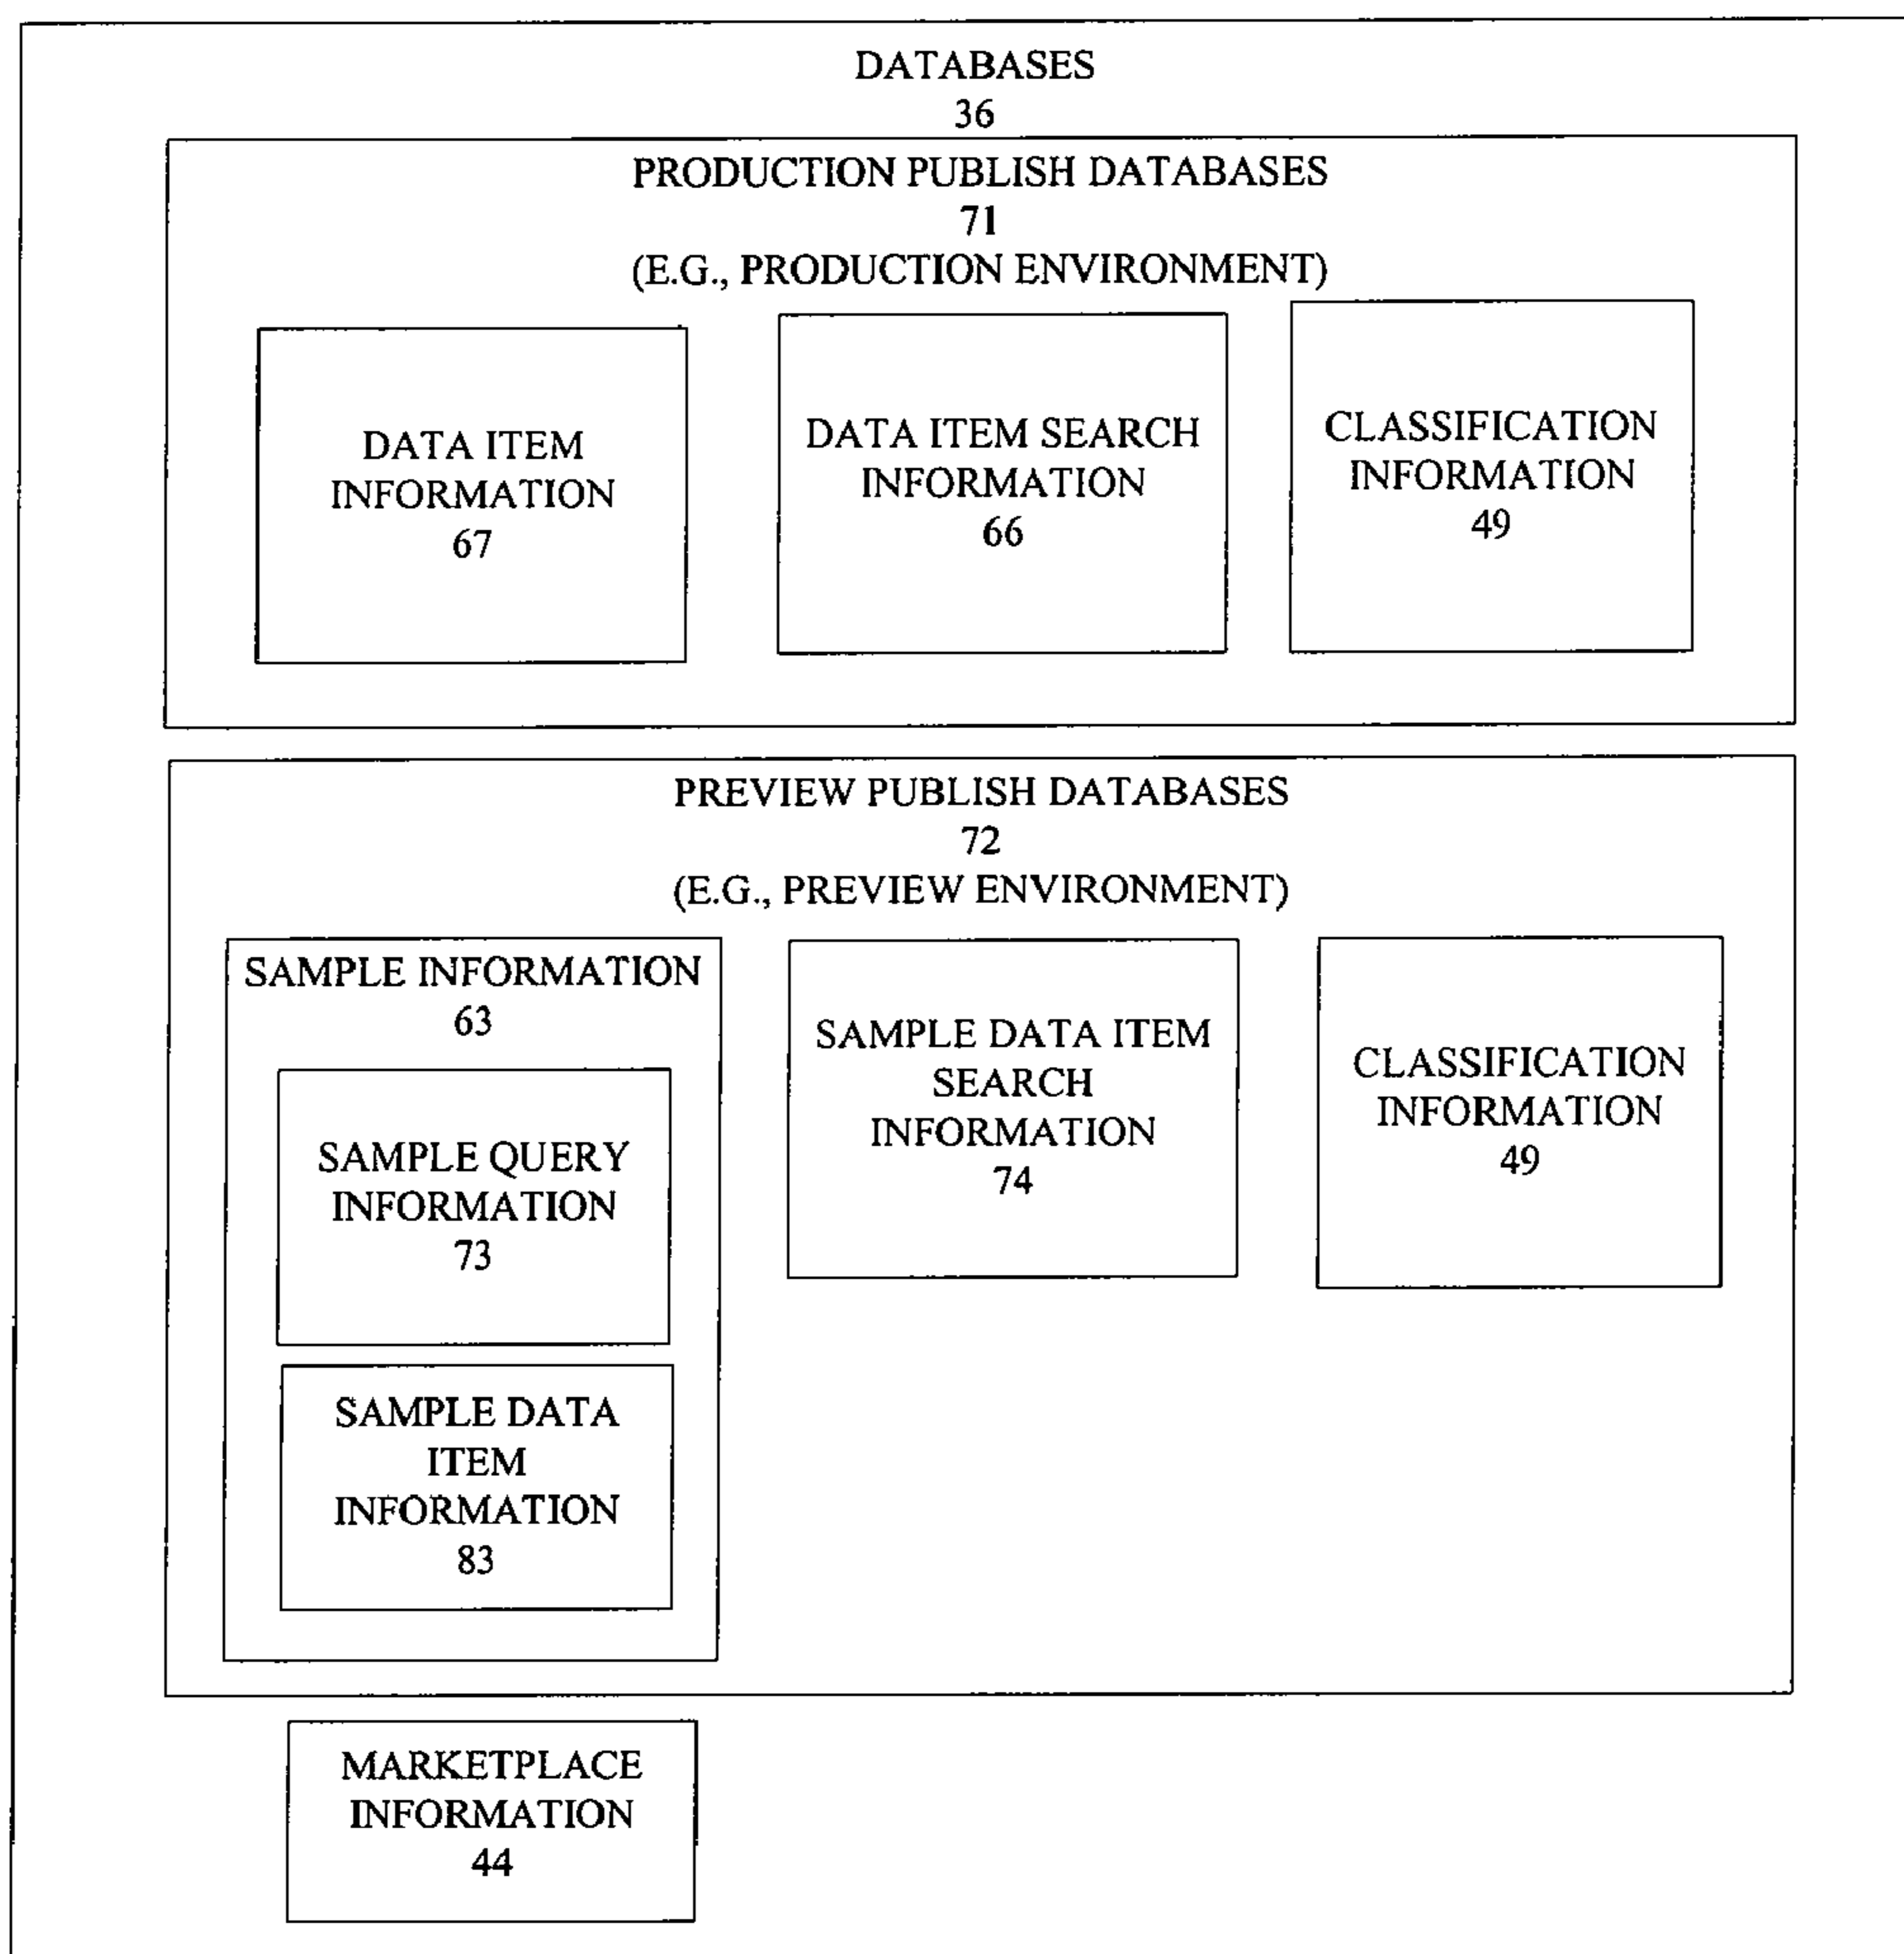 DATABASES
36
PRODUCTION PUBLISH DATABASES
71
(E.G., PRODUCTION ENVIRONMENT)
DATA ITEM
INFORMATION
67
DATA ITEM SEARCH
INFORMATION
66
CLASSIFICATION
INFORMATION
49
PREVIEW PUBLISH DATABASES
72
(E.G., PREVIEW ENVIRONMENT)
SAMPLE INFORMATION
63
SAMPLE QUERY
INFORMATION
73
SAMPLE DATA
ITEM
INFORMATION
83
SAMPLE DATA ITEM
SEARCH
INFORMATION
74
CLASSIFICATION
INFORMATION
49
MARKETPLACE
INFORMATION
44